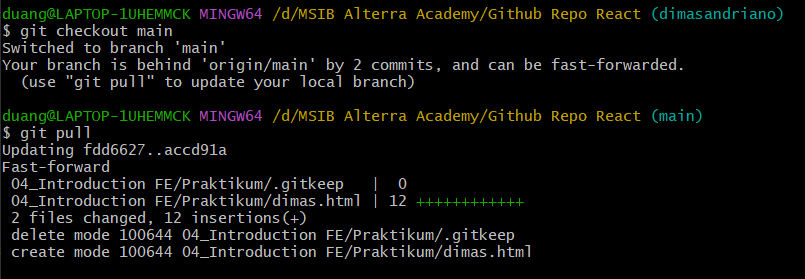 duang@LAPTOP-1UHEMMCK MINGW64 /d/MSIB Alterra Academy/Github Repo React (dimasandriano)
$ git checkout main
Switched to branch 'main'
Your branch is behind 'origin/main' by 2 commits, and can be fast-forwarded.
  (use "git pull" to update your local branch)

duang@LAPTOP-1UHEMMCK MINGW64 /d/MSIB Alterra Academy/Github Repo React (main)
$ git pull
Updating fdd6627..accd91a
Fast-forward
 04_Introduction FE/Praktikum/.gitkeep   |  0
 04_Introduction FE/Praktikum/dimas.html | 12 ++++++++++++
 2 files changed, 12 insertions(+)
 delete mode 100644 04_Introduction FE/Praktikum/.gitkeep
 create mode 100644 04_Introduction FE/Praktikum/dimas.html